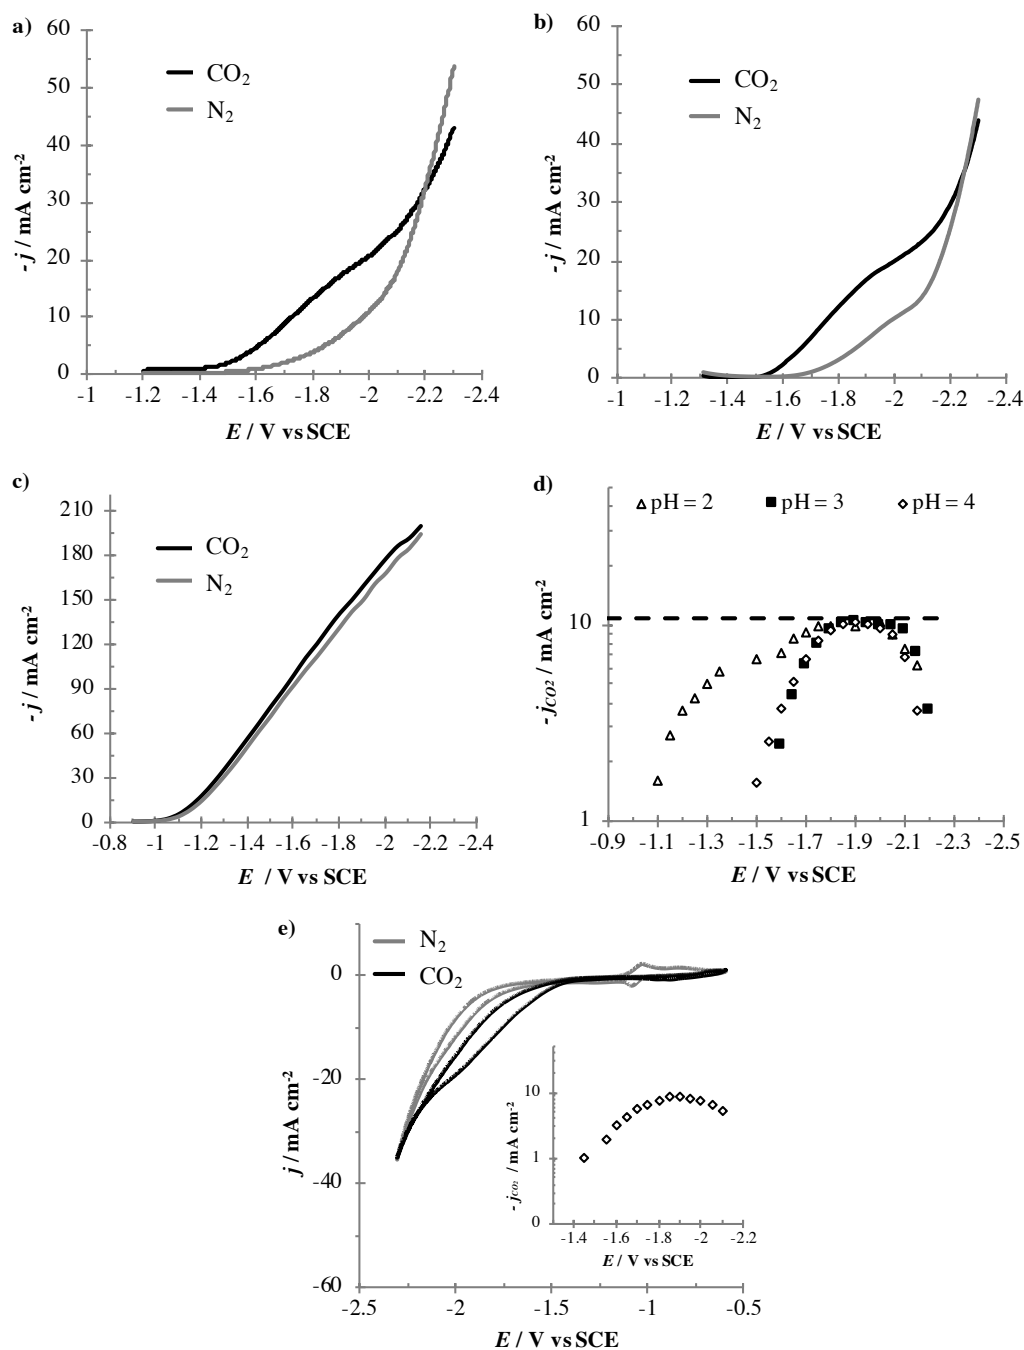 a)
60
50
40
30
20
10
0
-j / mA cm-2
CO2
N2
-1 -1.2 -1.4 -1.6 -1.8 -2 -2.2 -2.4
E / V vs SCE
b)
60
50
40
30
20
10
0
-j / mA cm-2
CO2
N2
-1 -1.2 -1.4 -1.6 -1.8 -2 -2.2 -2.4
E / V vs SCE
c)
210
180
150
120
90
60
30
0
-j / mA cm-2
CO2
N2
-0.8 -1 -1.2 -1.4 -1.6 -1.8 -2 -2.2 -2.4
E / V vs SCE
d)
pH = 2 pH = 3 pH = 4
10
1
-jCO2 / mA cm-2
-0.9 -1.1 -1.3 -1.5 -1.7 -1.9 -2.1 -2.3 -2.5
E / V vs SCE
e)
N2
CO2
0
-20
-40
-60
j / mA cm-2
-2.5 -2 -1.5 -1 -0.5
E / V vs SCE
10
1
0
-jCO2 / mA cm-2
-1.4 -1.6 -1.8 -2 -2.2
E / V vs SCE